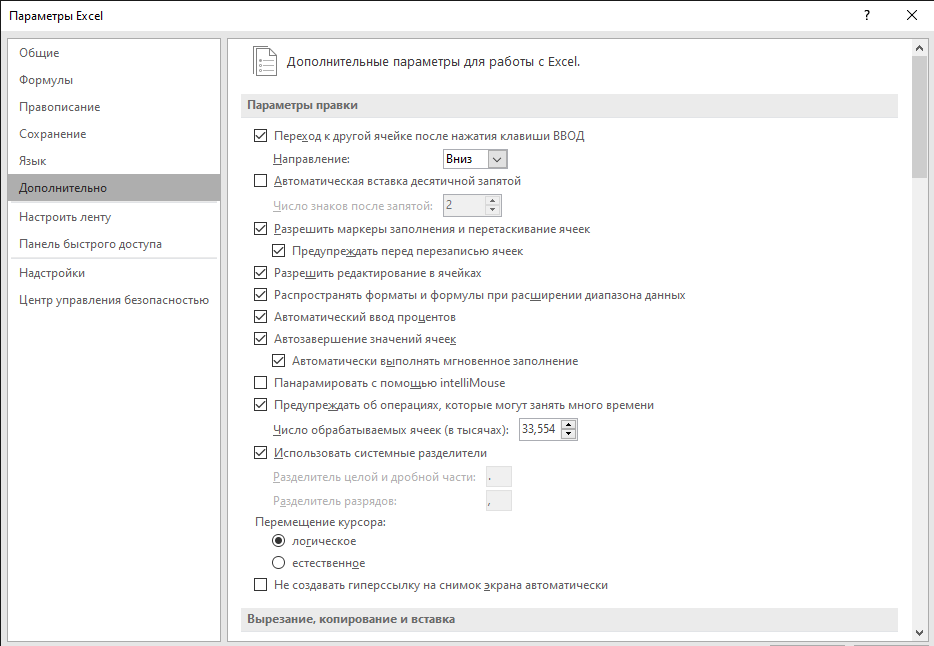 Параметры Excel
?
Общие
Формулы
Правописание
Сохранение
Язык
Дополнительно
Настроить ленту
Панель быстрого доступа
Надстройки
Центр управления безопасностью
Дополнительные параметры для работы с Excel.
Параметры правки
Переход к другой ячейке после нажатия клавиши ВВОД
Направление: Вниз
Автоматическая вставка десятичной запятой
Число знаков после запятой: 2
Разрешить маркеры заполнения и перетаскивание ячеек
Предупреждать перед перезаписью ячеек
Разрешить редактирование в ячейках
Распространять форматы и формулы при расширении диапазона данных
Автоматический ввод процентов
Автозавершение значений ячеек
Автоматически выполнять мгновенное заполнение
Панарамировать с помощью intelliMouse
Предупреждать об операциях, которые могут занять много времени
Число обрабатываемых ячеек (в тысячах): 33,554
Использовать системные разделители
Разделитель целой и дробной части: .
Разделитель разрядов: ,
Перемещение курсора:
логическое
естественное
Не создавать гиперссылку на снимок экрана автоматически
Вырезание, копирование и вставка